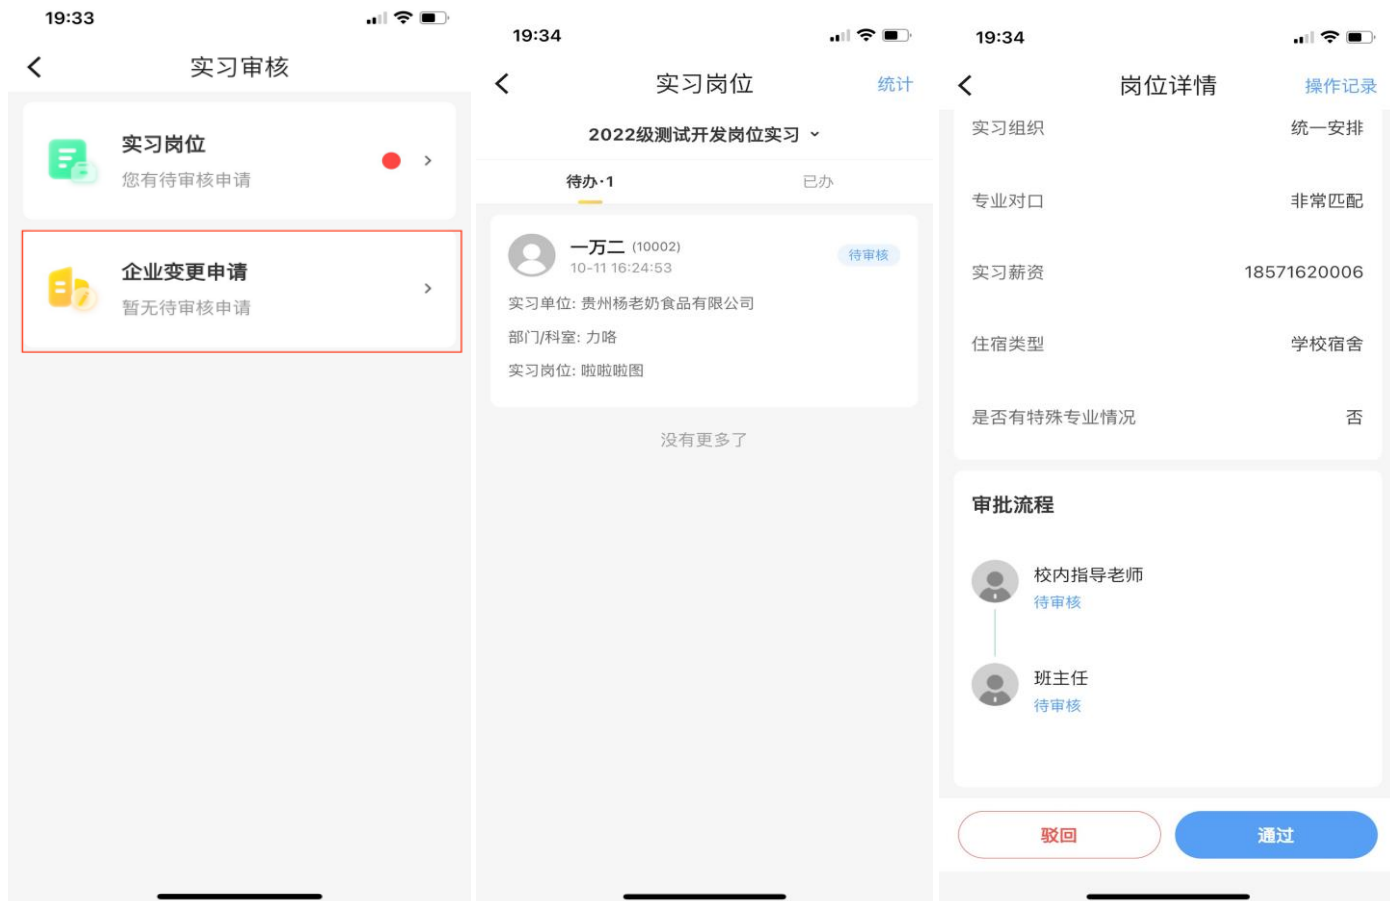 19:33
实习审核
实习岗位
您有待审核申请
企业变更申请
暂无待审核申请
19:34
实习岗位
统计
2022级测试开发岗位实习
待办·1
已办
一万二 (10002)
待审核
10-11 16:24:53
实习单位: 贵州杨老奶食品有限公司
部门/科室: 力咯
实习岗位: 啦啦啦图
没有更多了
19:34
岗位详情
操作记录
实习组织 统一安排
专业对口 非常匹配
实习薪资 18571620006
住宿类型 学校宿舍
是否有特殊专业情况 否
审批流程
校内指导老师
待审核
班主任
待审核
驳回
通过